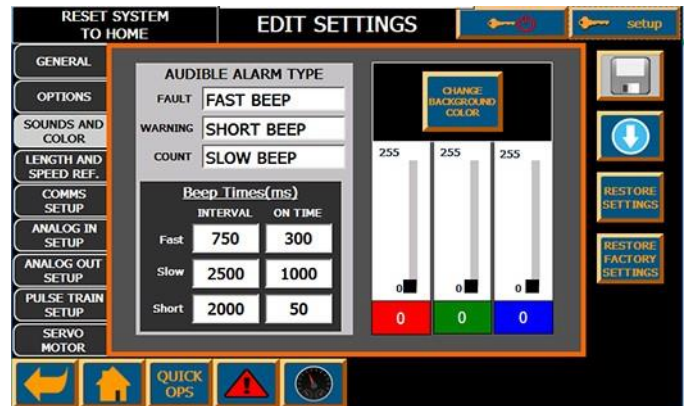 RESET SYSTEM
TO HOME
EDIT SETTINGS
setup
GENERAL
OPTIONS
SOUNDS AND
COLOR
LENGTH AND
SPEED REF.
COMMS
SETUP
ANALOG IN
SETUP
ANALOG OUT
SETUP
PULSE TRAIN
SETUP
SERVO
MOTOR
AUDIBLE ALARM TYPE
FAULT FAST BEEP
WARNING SHORT BEEP
COUNT SLOW BEEP
Beep Times(ms)
INTERVAL ON TIME
Fast 750 300
Slow 2500 1000
Short 2000 50
CHANGE
BACKGROUND
COLOR
255 255 255
0 0 0
0 0 0
RESTORE
SETTINGS
RESTORE
FACTORY
SETTINGS
QUICK
OPS